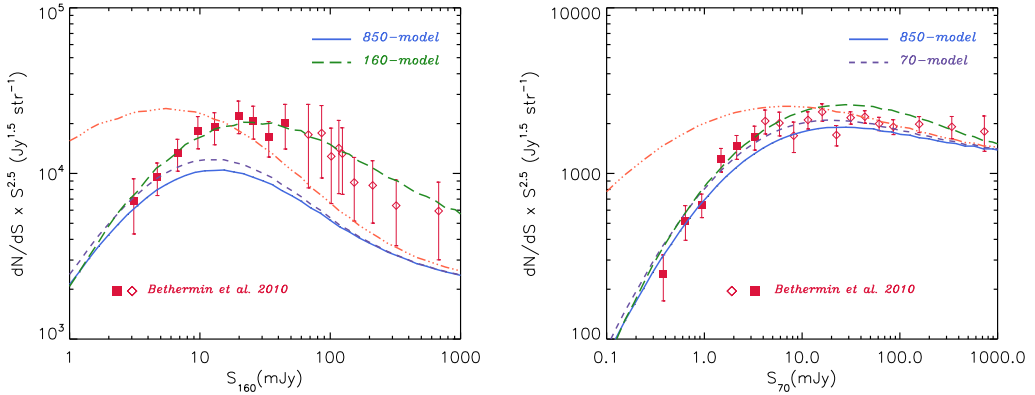 10^5
10^4
10^3
dN/dS x S^2.5 (Jy^1.5 str^-1)
850-model
160-model
Bethermin et al. 2010
1 10 100 1000
S_160(mJy)
10000
1000
100
dN/dS x S^2.5 (Jy^1.5 str^-1)
850-model
70-model
Bethermin et al. 2010
0.1 1.0 10.0 100.0 1000.0
S_70(mJy)